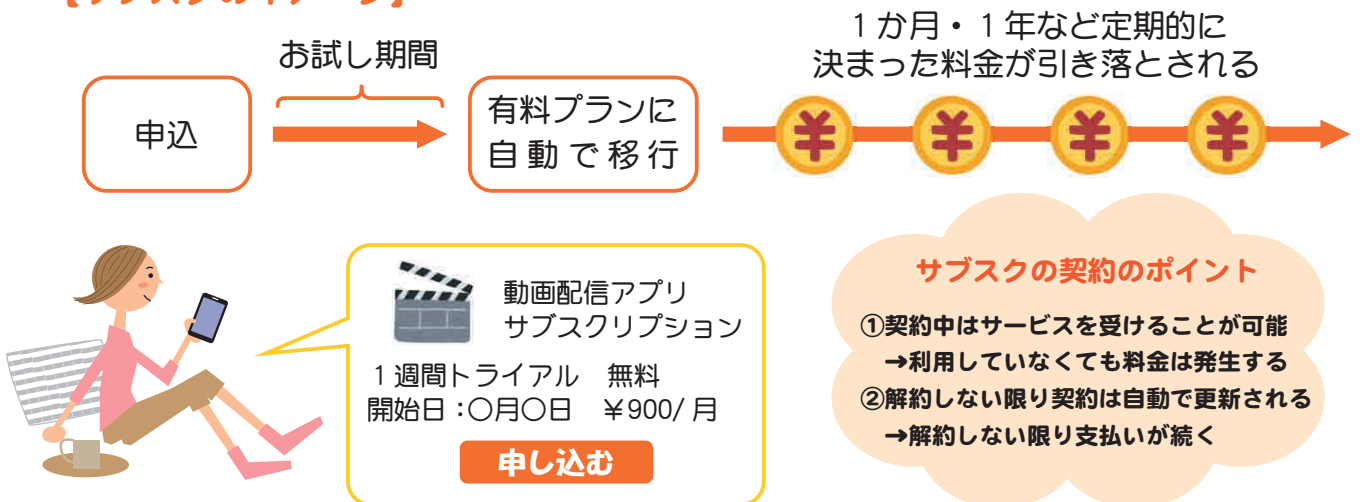 お試し期間
申込
有料プランに
自動で移行
1か月・1年など定期的に
決まった料金が引き落とされる
¥ ¥ ¥ ¥
動画配信アプリ
サブスクリプション
1週間トライアル 無料
開始日:〇月〇日 ¥900/月
申し込む
サブスクの契約のポイント
①契約中はサービスを受けることが可能
→利用していなくても料金は発生する
②解約しない限り契約は自動で更新される
→解約しない限り支払いが続く